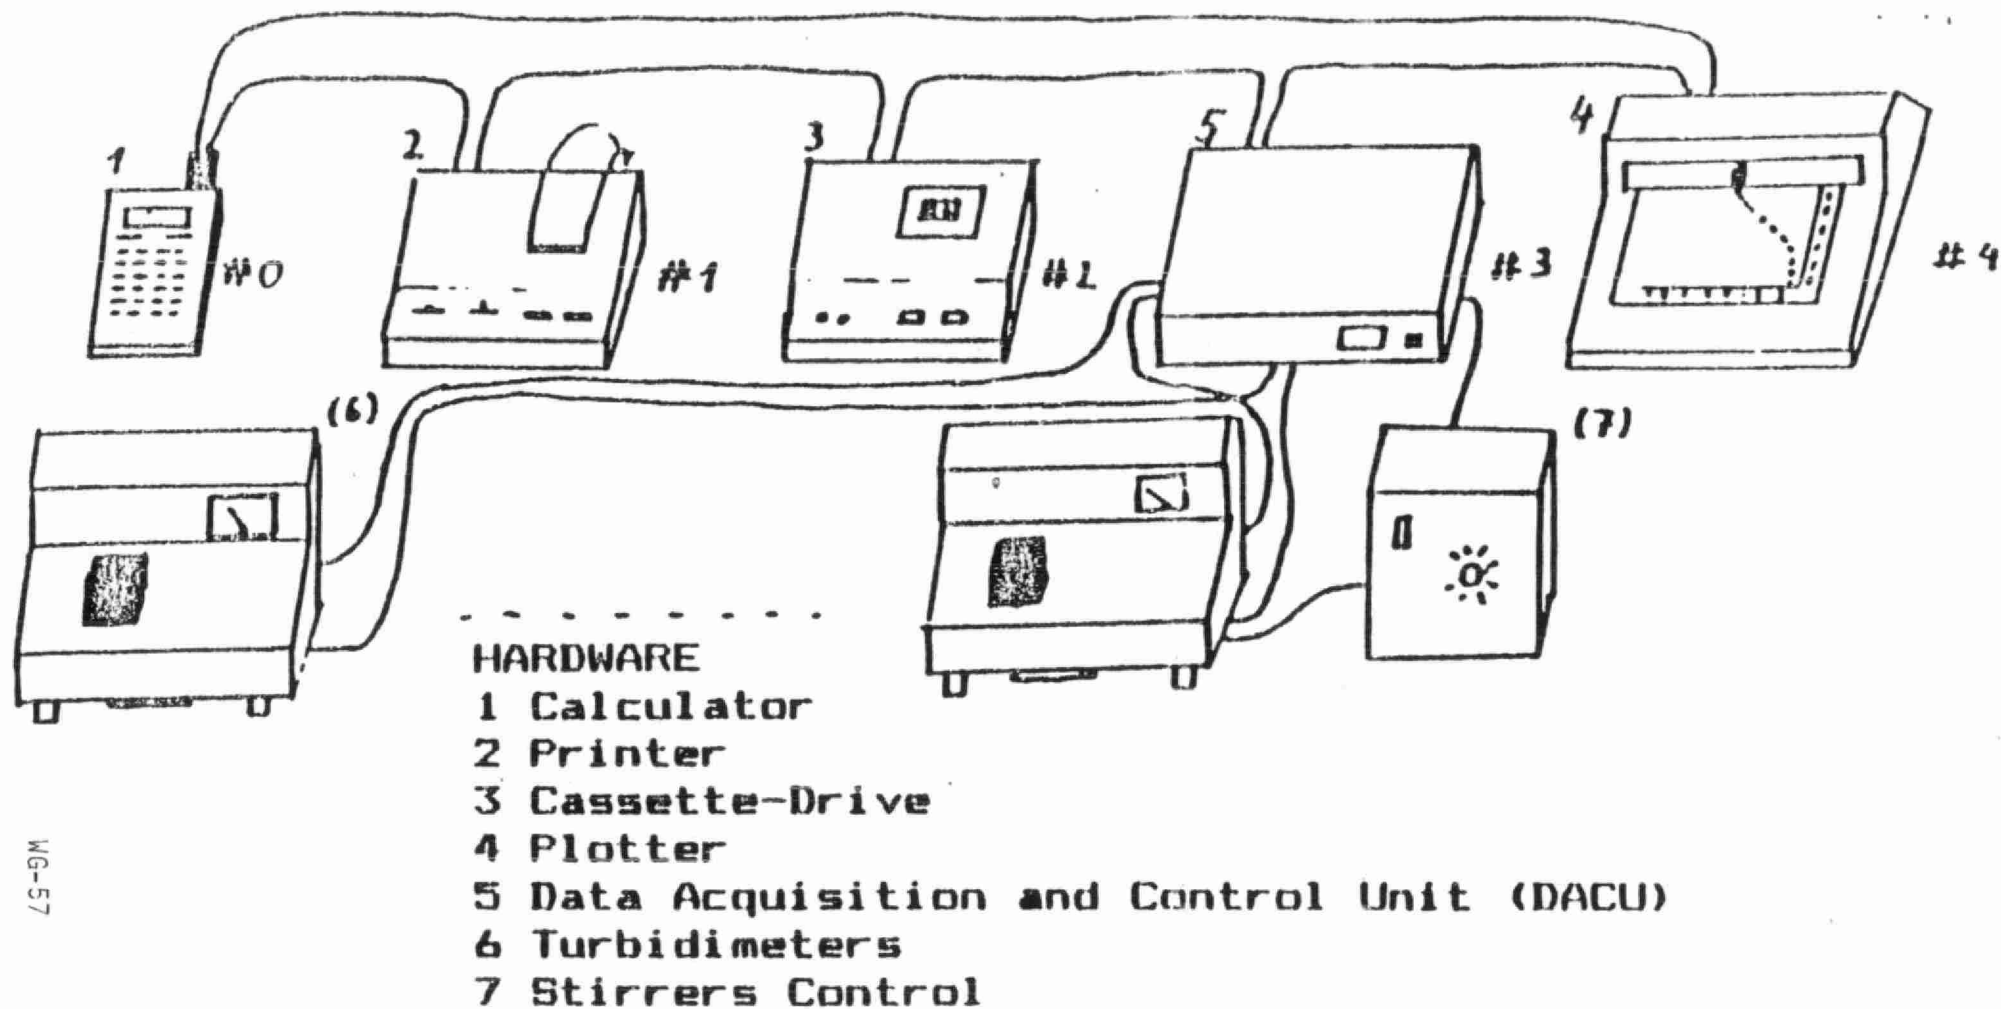 1
2
3
5
4
#0
#1
#2
#3
#4
(6)
(7)
HARDWARE
1 Calculator
2 Printer
3 Cassette-Drive
4 Plotter
5 Data Acquisition and Control Unit (DACU)
6 Turbidimeters
7 Stirrers Control
WG-57